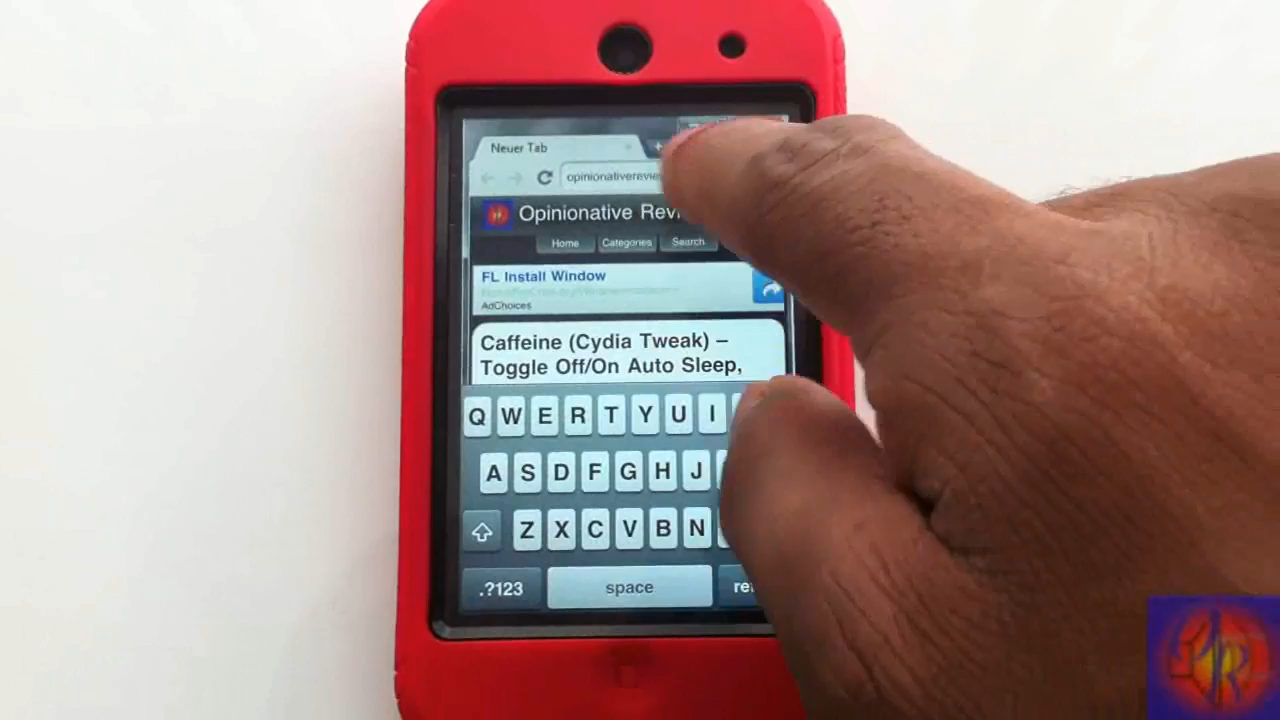 Neuer Tab
opinionativerevie
Opinionative Revi
Home Categories Search
FL Install Window
AdChoices
Caffeine (Cydia Tweak) –
Toggle Off/On Auto Sleep,
Q W E R T Y U I
A S D F G H J
Z X C V B N
.?123 space ret